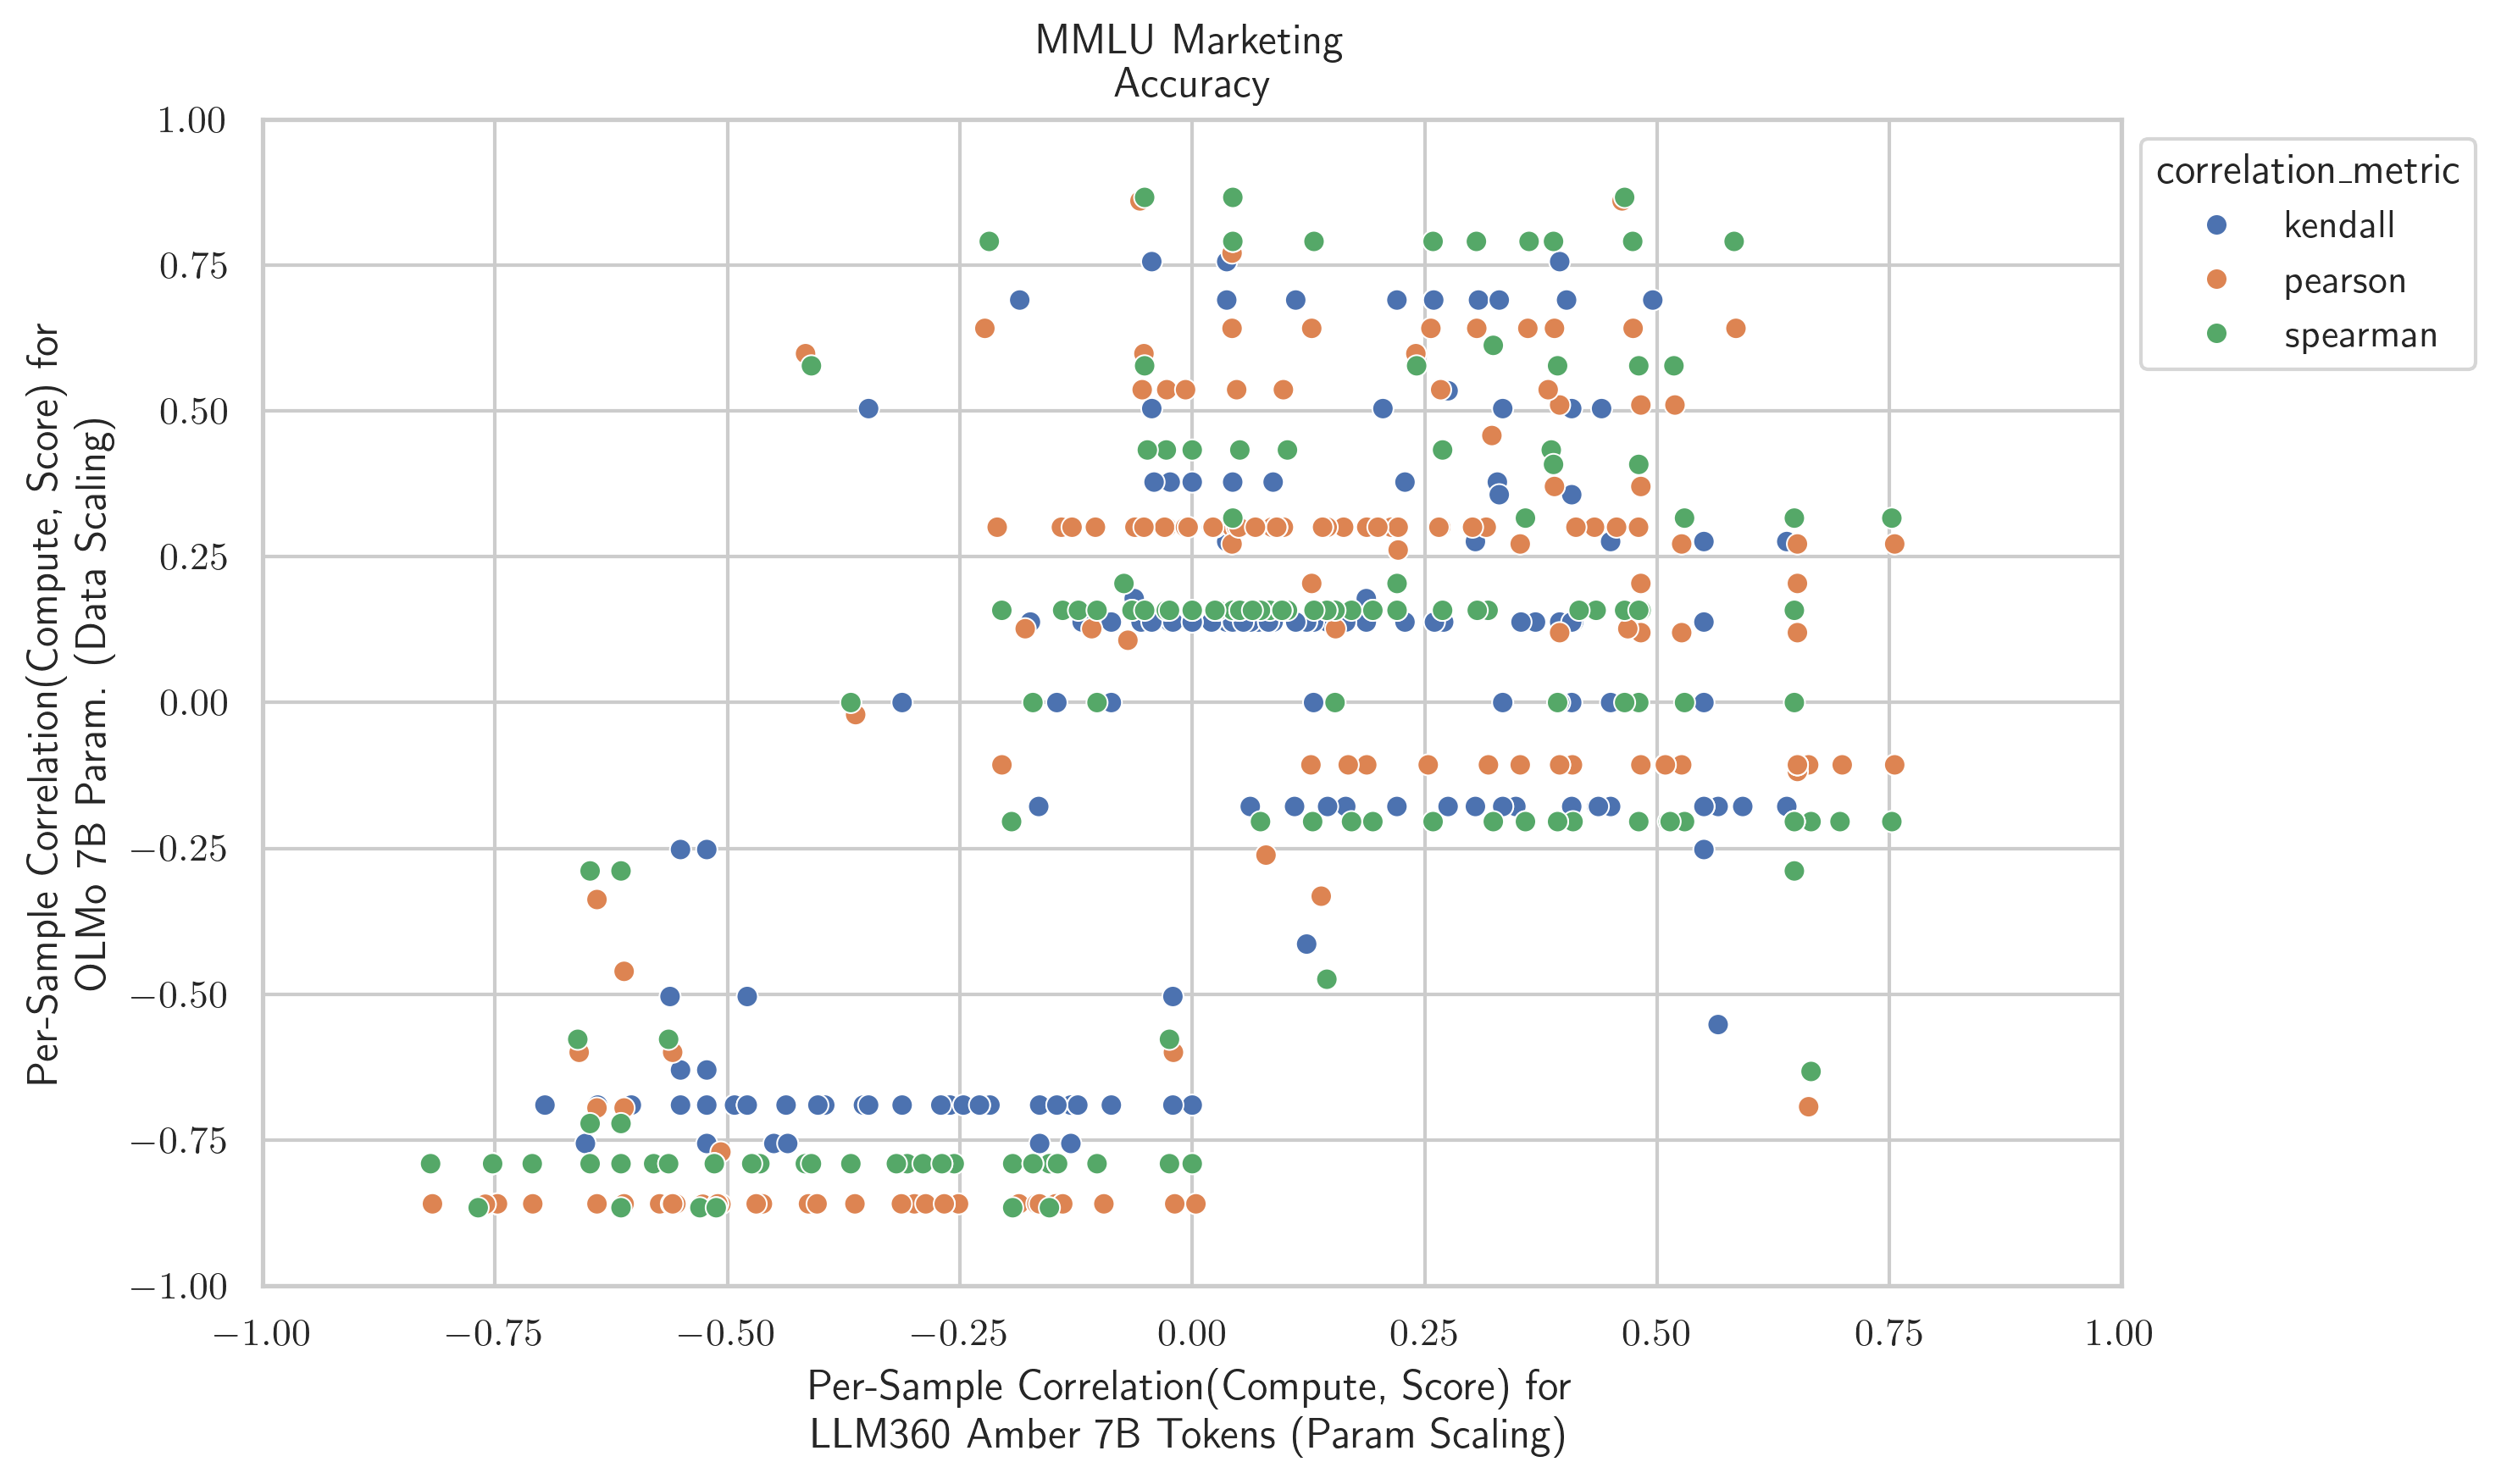 MMLU Marketing
Accuracy
Per-Sample Correlation(Compute, Score) for
OLMo 7B Param. (Data Scaling)
1.00
0.75
0.50
0.25
0.00
−0.25
−0.50
−0.75
−1.00
−1.00 −0.75 −0.50 −0.25 0.00 0.25 0.50 0.75 1.00
Per-Sample Correlation(Compute, Score) for
LLM360 Amber 7B Tokens (Param Scaling)
correlation_metric
kendall
pearson
spearman